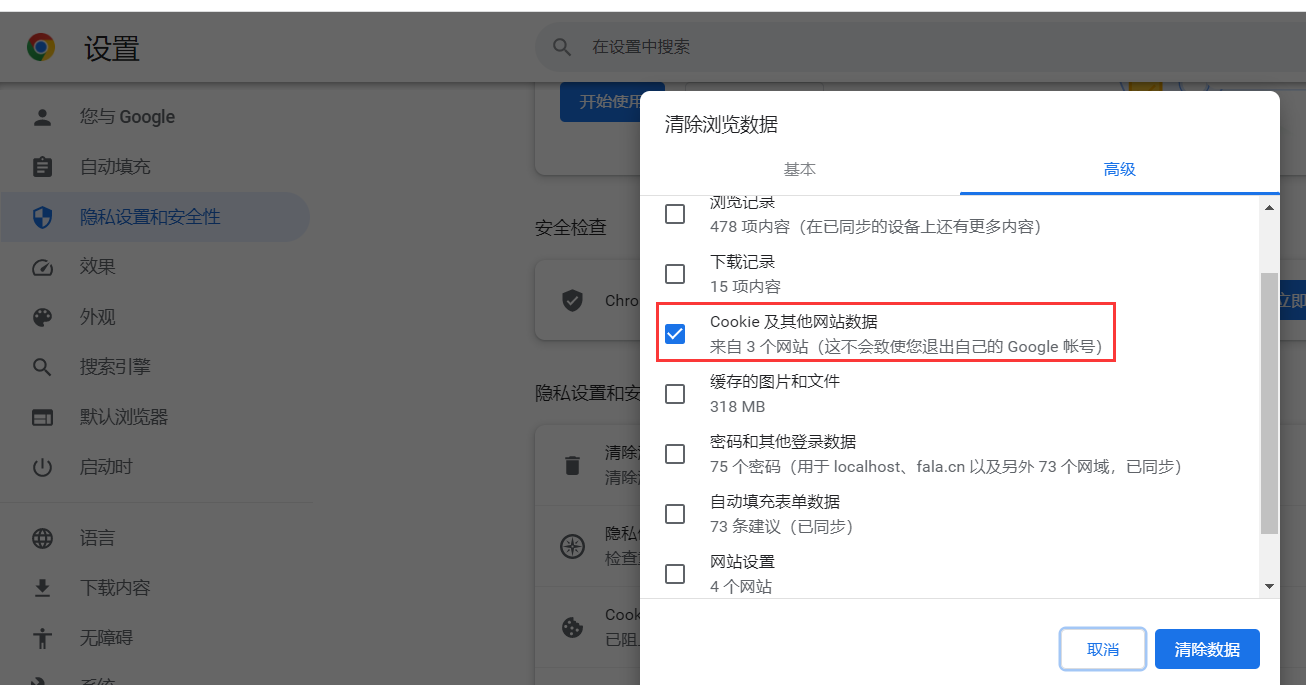 设置
在设置中搜索
您与 Google
自动填充
隐私设置和安全性
效果
外观
搜索引擎
默认浏览器
启动时
语言
下载内容
无障碍
系统
开始使用
安全检查
Chro
立即
隐私设置和安
清除
清除
隐私
检查
Cook
已阻
清除浏览数据
基本
高级
浏览记录
478 项内容（在已同步的设备上还有更多内容）
下载记录
15 项内容
Cookie 及其他网站数据
来自 3 个网站（这不会致使您退出自己的 Google 帐号）
缓存的图片和文件
318 MB
密码和其他登录数据
75 个密码（用于 localhost、fala.cn 以及另外 73 个网域，已同步）
自动填充表单数据
73 条建议（已同步）
网站设置
4 个网站
取消
清除数据